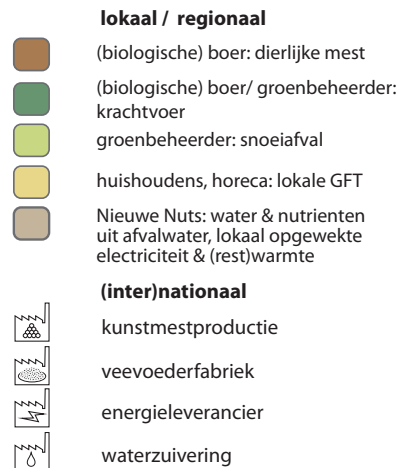 lokaal / regionaal
(biologische) boer: dierlijke mest
(biologische) boer/ groenbeheerder:
krachtvoer
groenbeheerder: snoeiafval
huishoudens, horeca: lokale GFT
Nieuwe Nuts: water & nutrienten
uit afvalwater, lokaal opgewekte
electriciteit & (rest)warmte
(inter)nationaal
kunstmestproductie
veevoederfabriek
energieleverancier
waterzuivering